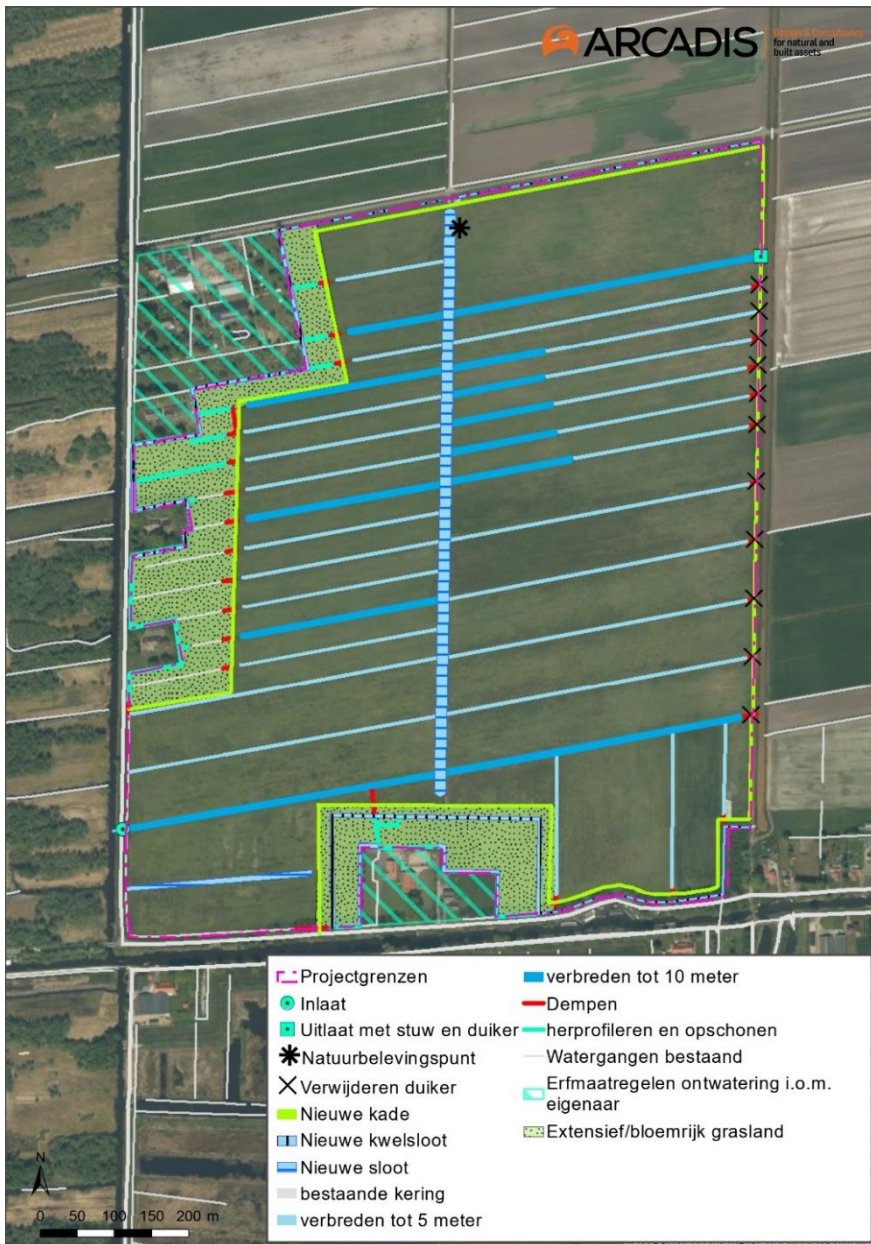 ARCADIS
Design & Consultancy
for natural and
built assets
Projectgrenzen
Inlaat
Uitlaat met stuw en duiker
Natuurbelevingspunt
Verwijderen duiker
Nieuwe kade
Nieuwe kwelsloot
Nieuwe sloot
bestaande kering
verbreden tot 5 meter
verbreden tot 10 meter
Dempen
herprofileren en opschonen
Watergangen bestaand
Erfmaatregelen ontwatering i.o.m.
eigenaar
Extensief/bloemrijk grasland
N
0 50 100 150 200 m